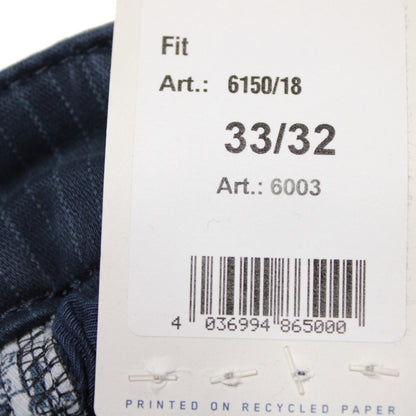 Fit
Art.: 6150/18
33/32
Art.: 6003
4 036994 865000
PRINTED ON RECYCLED PAPER